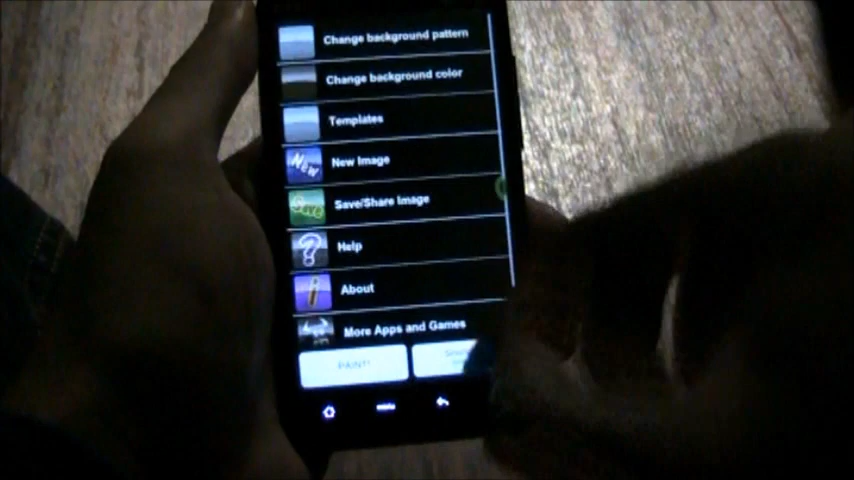 Change background pattern
Change background color
Templates
New Image
Save/Share Image
Help
About
More Apps and Games
PAINT!